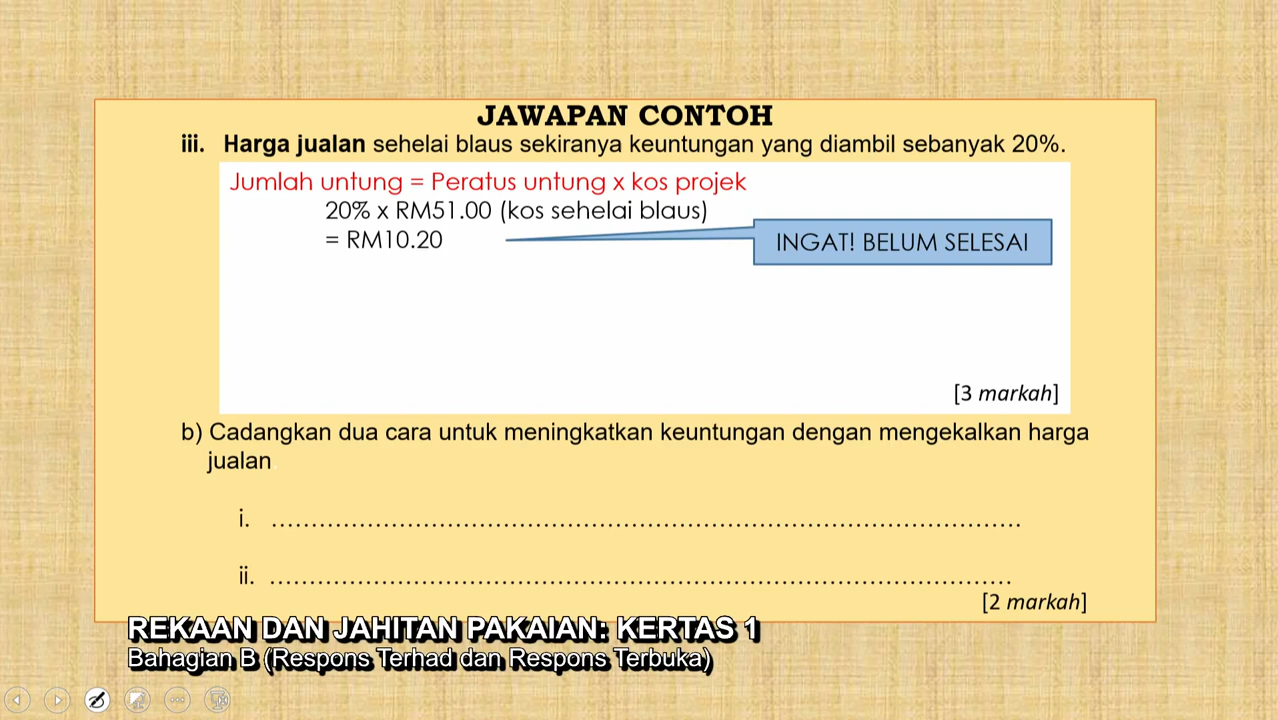 JAWAPAN CONTOH
iii. Harga jualan sehelai blaus sekiranya keuntungan yang diambil sebanyak 20%.
Jumlah untung = Peratus untung x kos projek
20% x RM51.00 (kos sehelai blaus)
= RM10.20
INGAT! BELUM SELESAI
[3 markah]
b) Cadangkan dua cara untuk meningkatkan keuntungan dengan mengekalkan harga
jualan
i. ........................................................................................
ii. ........................................................................................
[2 markah]
REKAAN DAN JAHITAN PAKAIAN: KERTAS 1
Bahagian B (Respons Terhad dan Respons Terbuka)